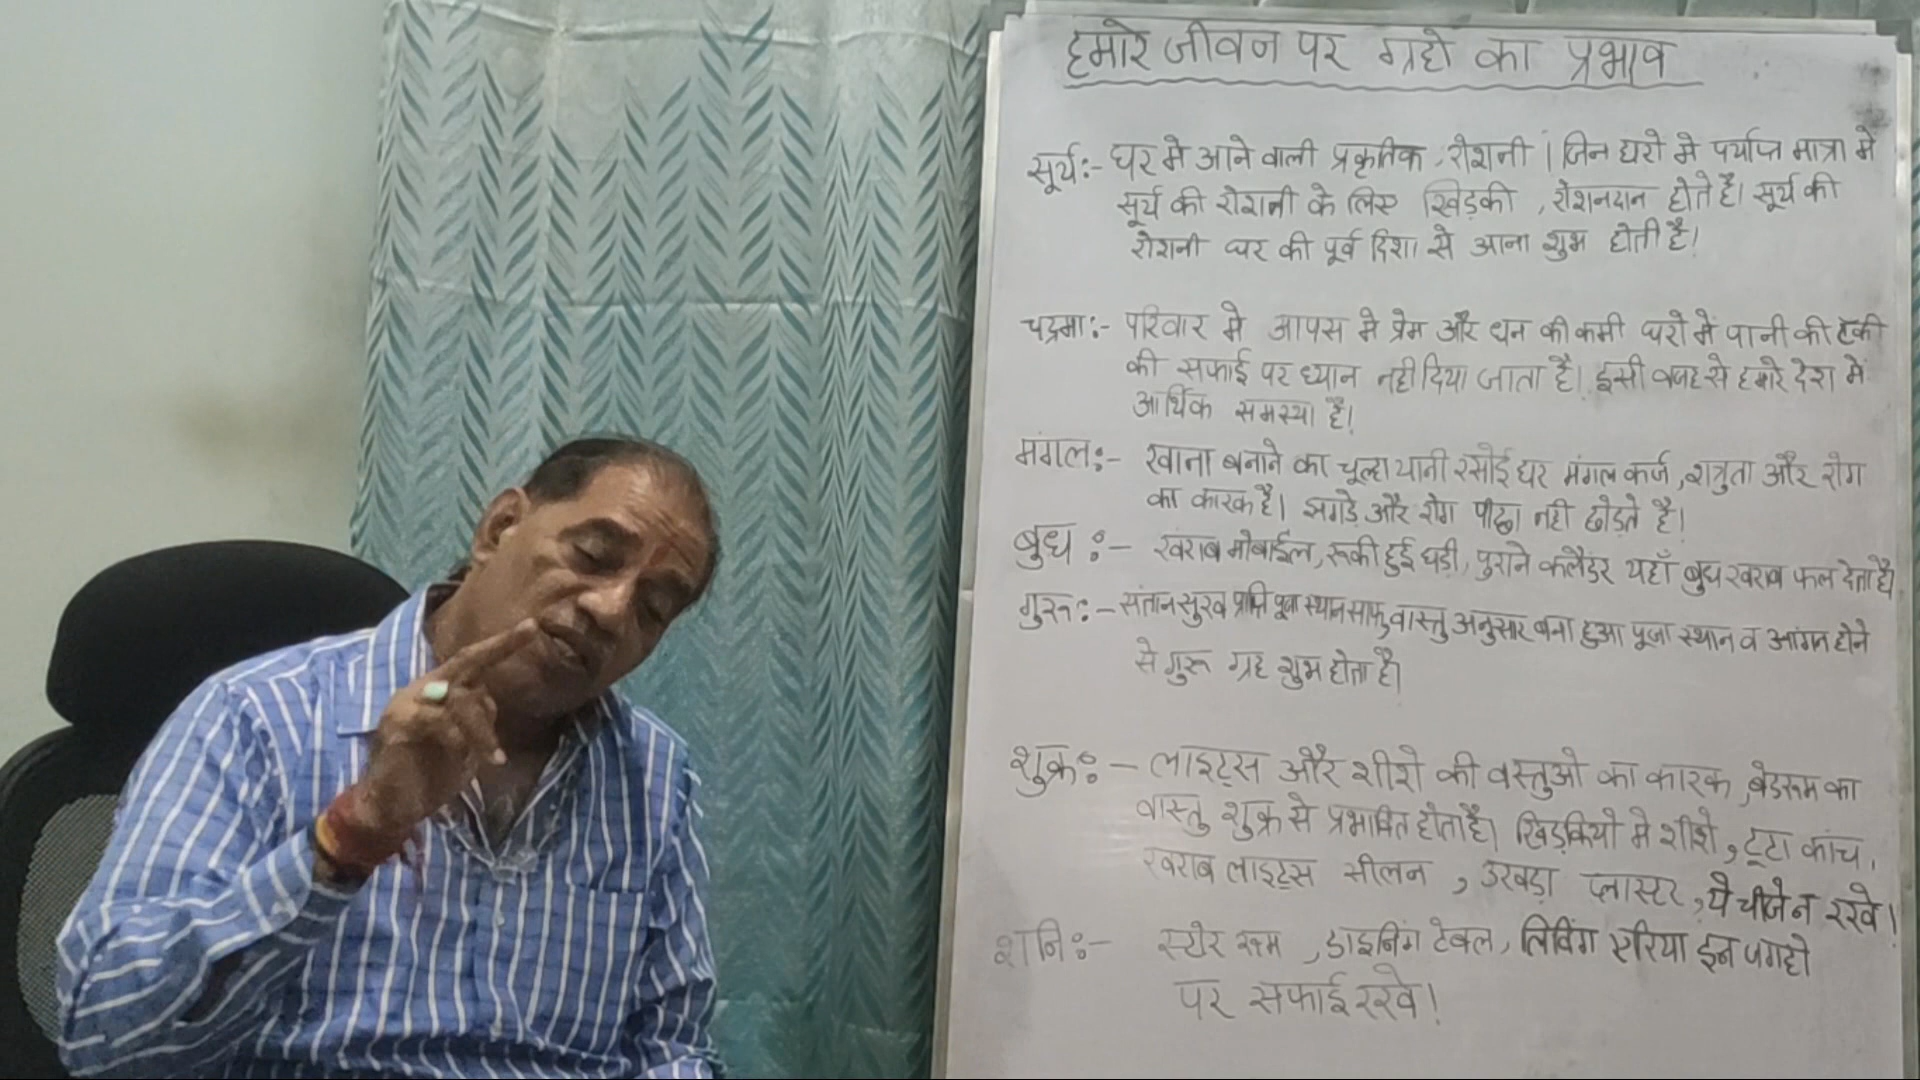 हमारे जीवन पर ग्रहो का प्रभाव
सूर्य:- घर मे आने वाली प्रकृतिक, रोशनी । जिन घरो मे पर्याप्त मात्रा मे
सूर्य की रोशनी के लिए खिड़की , रोशनदान होते है। सूर्य की
रोशनी घर की पूर्व दिशा से आना शुभ होती है।
चद्रमा:- परिवार मे आपस मे प्रेम और धन की कमी घरो में पानी की टंकी
की सफाई पर ध्यान नही दिया जाता है। इसी वजह से हमारे देश में
आर्थिक समस्या है।
मंगल:- खाना बनाने का चूल्हा यानी रसोई घर मंगल कर्ज, शत्रुता और रोग
का कारक है। झगड़े और रोग पीछा नही छोड़ते है।
बुध :- खराब मोबाईल, रूकी हुई घड़ी, पुराने कलैंडर यहाँ बुध खराब फल देता है।
गुरू:- संतान सुख प्राप्ति पूजा स्थान साफ, वास्तु अनुसार बना हुआ पूजा स्थान व आंगन होने
से गुरू ग्रह शुभ होता है।
शुक्र:- लाइट्स और शीशे की वस्तुओ का कारक, बेडरूम का
वास्तु शुक्र से प्रभावित होता है। खिड़कियो मे शीशे, टूटा कांच,
खराब लाइट्स सीलन , उखड़ा प्लास्टर, ये चीजे न रखे।
शनि:- स्टोर रूम , डाइनिंग टेबल, लिविंग एरिया इन जगहो
पर सफाई रखे।